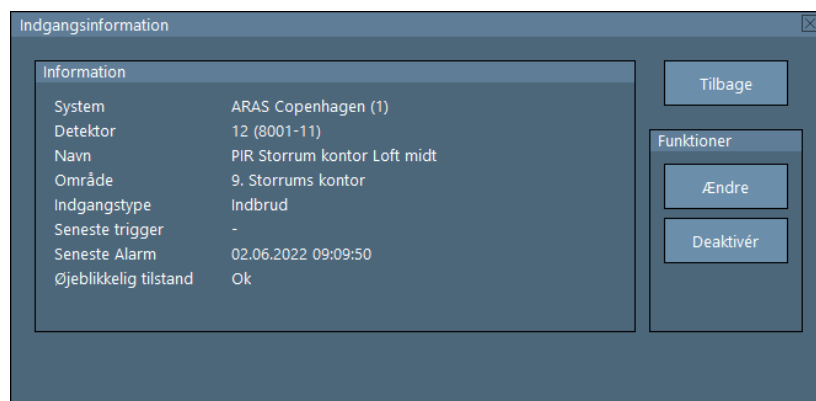 Indgangsinformation
Information
System ARAS Copenhagen (1)
Detektor 12 (8001-11)
Navn PIR Storrum kontor Loft midt
Område 9. Storrums kontor
Indgangstype Indbrud
Seneste trigger -
Seneste Alarm 02.06.2022 09:09:50
Øjeblikkelig tilstand Ok
Tilbage
Funktioner
Ændre
Deaktivér